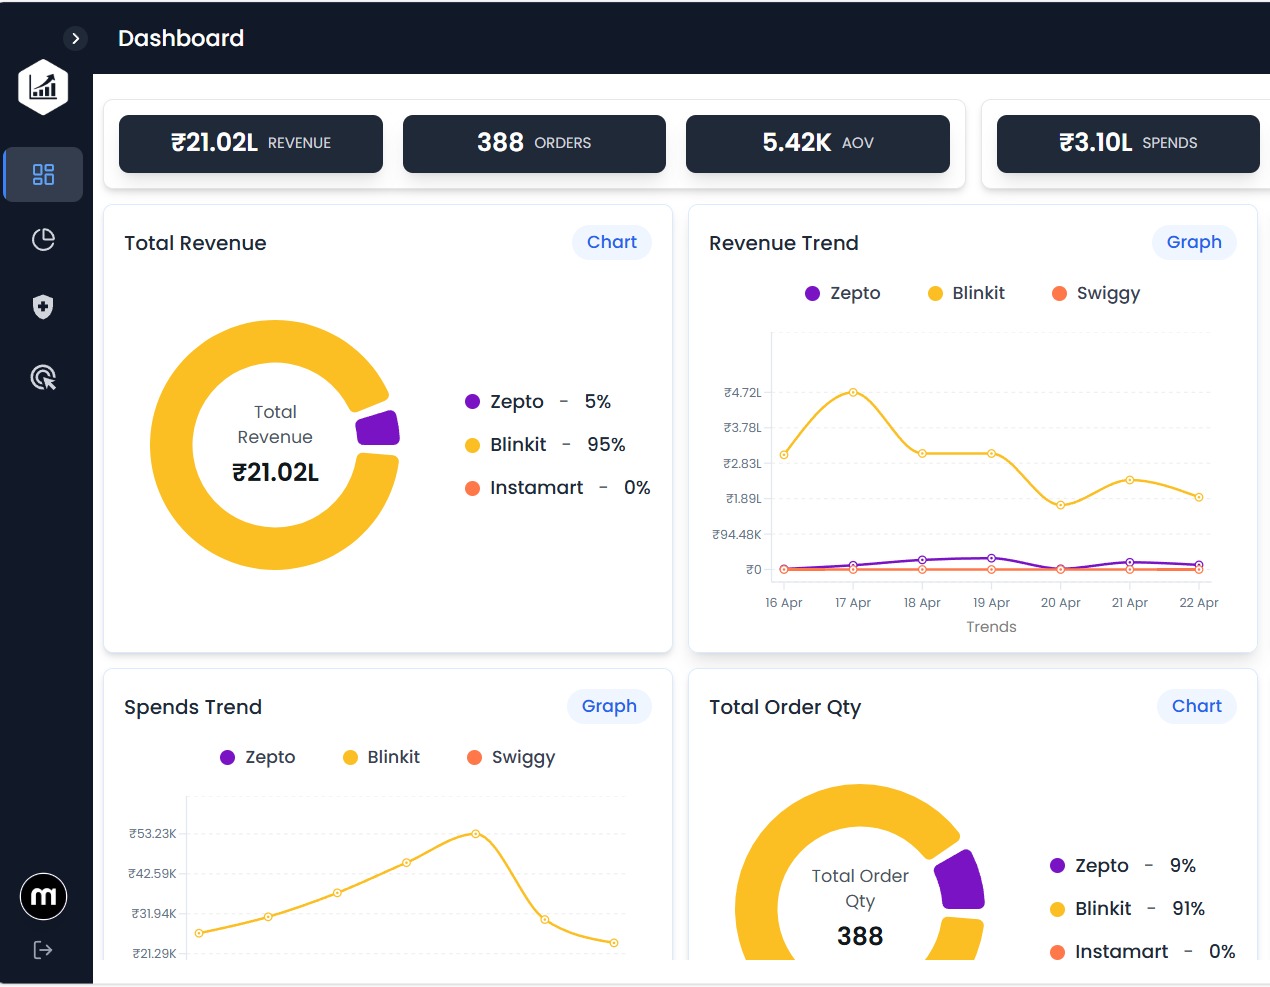 Dashboard
₹21.02L REVENUE
388 ORDERS
5.42K AOV
₹3.10L SPENDS
Total Revenue
Chart
Total
Revenue
₹21.02L
Zepto - 5%
Blinkit - 95%
Instamart - 0%
Revenue Trend
Graph
Zepto
Blinkit
Swiggy
₹4.72L
₹3.78L
₹2.83L
₹1.89L
₹94.48K
₹0
16 Apr
17 Apr
18 Apr
19 Apr
20 Apr
21 Apr
22 Apr
Trends
Spends Trend
Graph
Zepto
Blinkit
Swiggy
₹53.23K
₹42.59K
₹31.94K
₹21.29K
Total Order Qty
Chart
Total Order
Qty
388
Zepto - 9%
Blinkit - 91%
Instamart - 0%
m